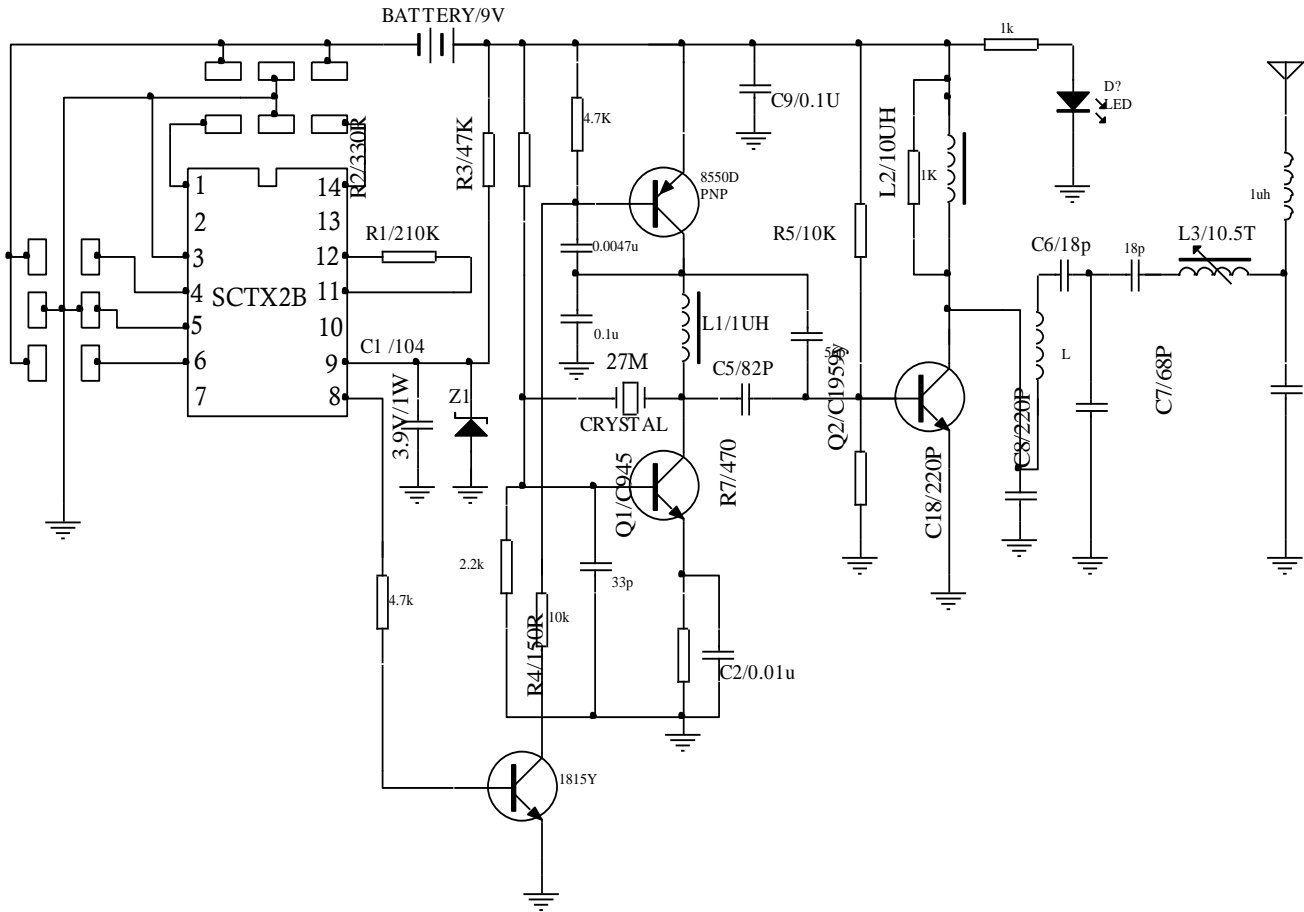 BATTERY/9V
1k
D?
LED
C9/0.1U
4.7K
R2/330R
R3/47K
L2/10UH
1K
8550D
PNP
1
2
3
4
5
6
7
14
13
12
11
10
9
8
SCTX2B
R1/210K
R5/10K
1uh
0.0047u
C6/18p
18p
L3/10.5T
0.1u
L1/1UH
C1 /104
27M
CRYSTAL
C5/82P
L
C7/68P
Z1
3.9V/1W
Q2/C1959y
C8/220P
Q1/C945
R7/470
C18/220P
2.2k
33p
4.7k
10k
R4/150R
C2/0.01u
1815Y